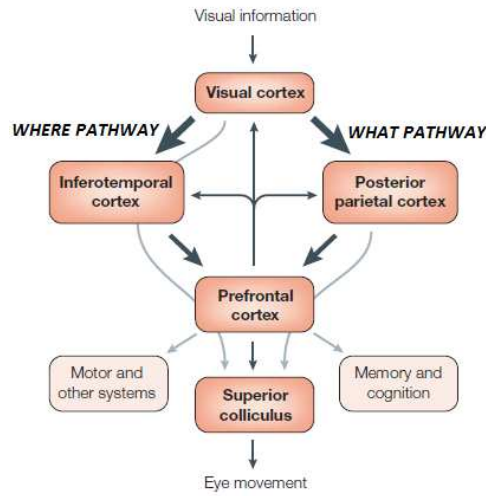 Visual information
Visual cortex
WHERE PATHWAY
WHAT PATHWAY
Inferotemporal
cortex
Posterior
parietal cortex
Prefrontal
cortex
Motor and
other systems
Memory and
cognition
Superior
colliculus
Eye movement